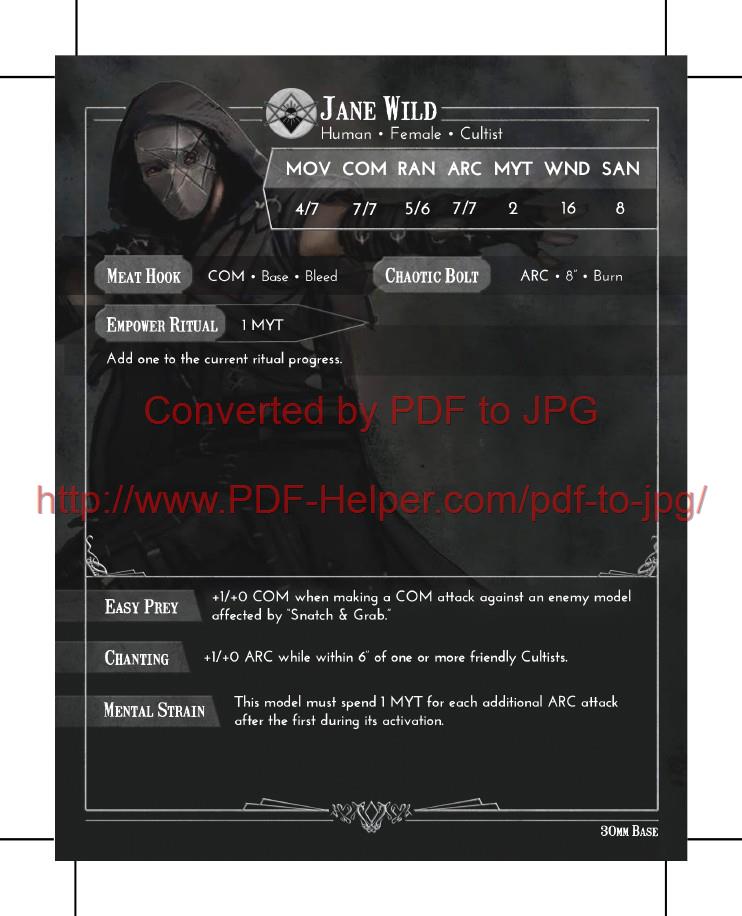 JANE WILD
Human • Female • Cultist
MOV COM RAN ARC MYT WND SAN
4/7 7/7 5/6 7/7 2 16 8
MEAT HOOK COM • Base • Bleed CHAOTIC BOLT ARC • 8" • Burn
EMPOWER RITUAL 1 MYT
Add one to the current ritual progress.
Converted by PDF to JPG
http://www.PDF-Helper.com/pdf-to-jpg/
EASY PREY +1/+0 COM when making a COM attack against an enemy model
affected by "Snatch & Grab."
CHANTING +1/+0 ARC while within 6" of one or more friendly Cultists.
MENTAL STRAIN This model must spend 1 MYT for each additional ARC attack
after the first during its activation.
30MM BASE